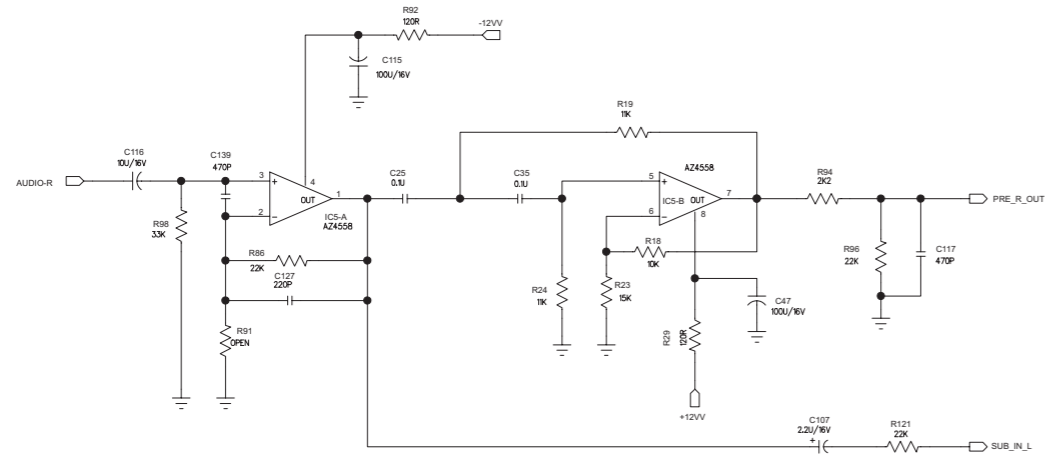 R92
120R
-12VV
C115
100U/16V
R19
11K
C116
10U/16V
C139
470P
C25
0.1U
C35
0.1U
AZ4558
R94
2K2
AUDIO-R
3
4
1
OUT
2
IC5-A
AZ4558
5
7
IC5-B
OUT
6
8
PRE_R_OUT
R98
33K
R86
22K
C127
220P
R18
10K
R96
22K
C117
470P
R24
11K
R23
15K
C47
100U/16V
R91
OPEN
R29
120R
+12VV
C107
2.2U/16V
+
R121
22K
SUB_IN_L